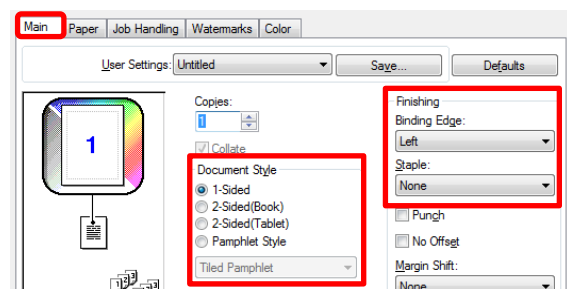 Main Paper Job Handling Watermarks Color
User Settings: Untitled Save... Defaults
1
Copies:
1
Collate
Document Style
1-Sided
2-Sided(Book)
2-Sided(Tablet)
Pamphlet Style
Tiled Pamphlet
Finishing
Binding Edge:
Left
Staple:
None
Punch
No Offset
Margin Shift:
None